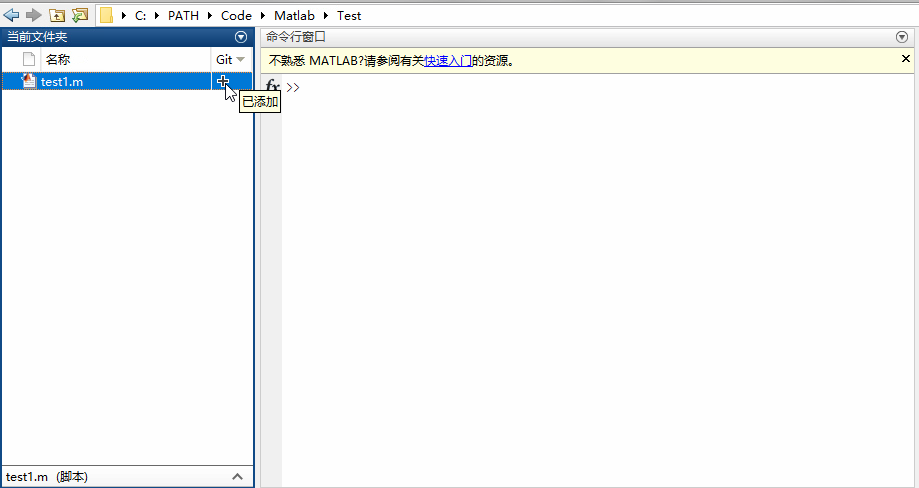 C: PATH Code Matlab Test
当前文件夹
名称 Git
test1.m
已添加
test1.m (脚本)
命令行窗口
不熟悉 MATLAB?请参阅有关快速入门的资源。
fx >>